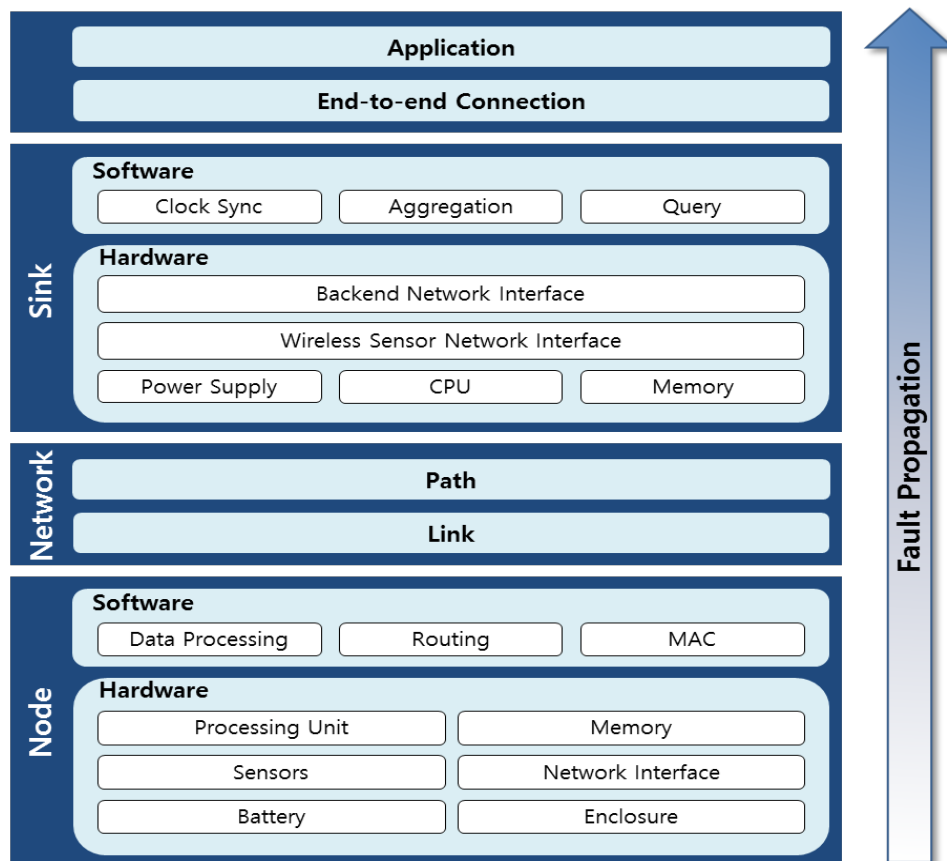 Application
End-to-end Connection
Sink
Software
Clock Sync
Aggregation
Query
Hardware
Backend Network Interface
Wireless Sensor Network Interface
Power Supply
CPU
Memory
Network
Path
Link
Node
Software
Data Processing
Routing
MAC
Hardware
Processing Unit
Memory
Sensors
Network Interface
Battery
Enclosure
Fault Propagation